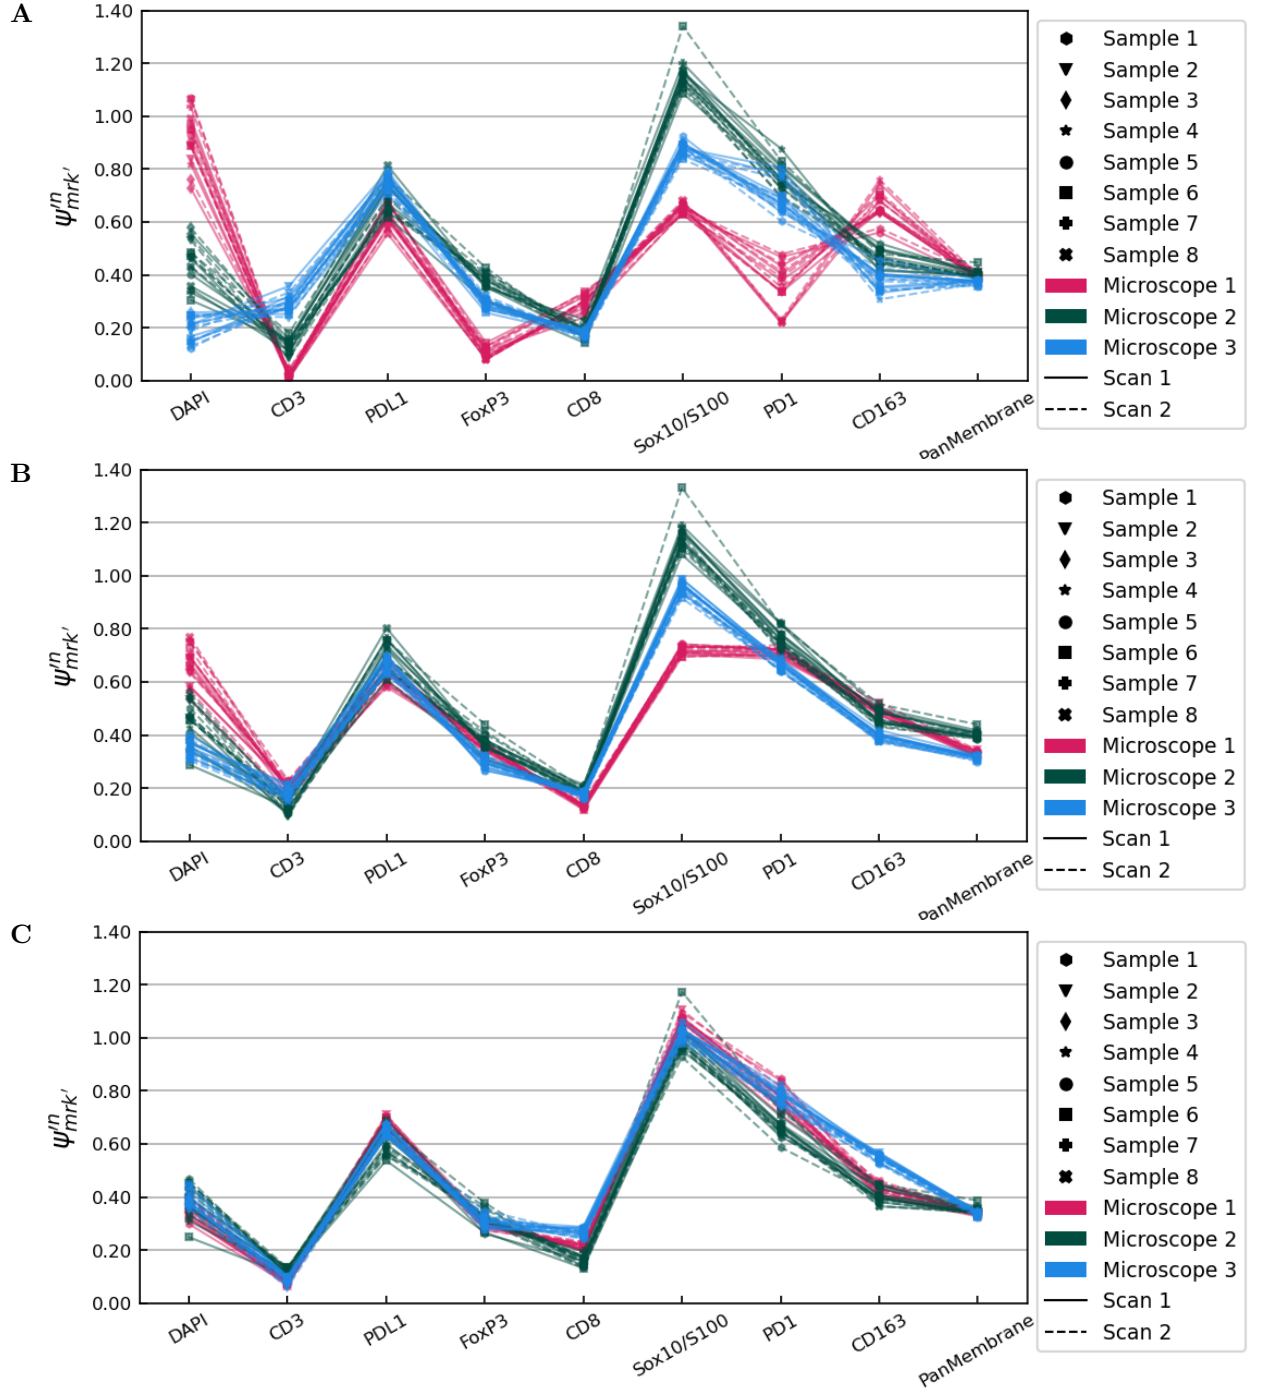 A
1.40
1.20
1.00
0.80
0.60
0.40
0.20
0.00
ψ′ⁿmrk′
DAPI
CD3
PDL1
FoxP3
CD8
Sox10/S100
PD1
CD163
PanMembrane
Sample 1
Sample 2
Sample 3
Sample 4
Sample 5
Sample 6
Sample 7
Sample 8
Microscope 1
Microscope 2
Microscope 3
Scan 1
Scan 2
B
1.40
1.20
1.00
0.80
0.60
0.40
0.20
0.00
ψ′ⁿmrk′
DAPI
CD3
PDL1
FoxP3
CD8
Sox10/S100
PD1
CD163
PanMembrane
Sample 1
Sample 2
Sample 3
Sample 4
Sample 5
Sample 6
Sample 7
Sample 8
Microscope 1
Microscope 2
Microscope 3
Scan 1
Scan 2
C
1.40
1.20
1.00
0.80
0.60
0.40
0.20
0.00
ψ′ⁿmrk′
DAPI
CD3
PDL1
FoxP3
CD8
Sox10/S100
PD1
CD163
PanMembrane
Sample 1
Sample 2
Sample 3
Sample 4
Sample 5
Sample 6
Sample 7
Sample 8
Microscope 1
Microscope 2
Microscope 3
Scan 1
Scan 2